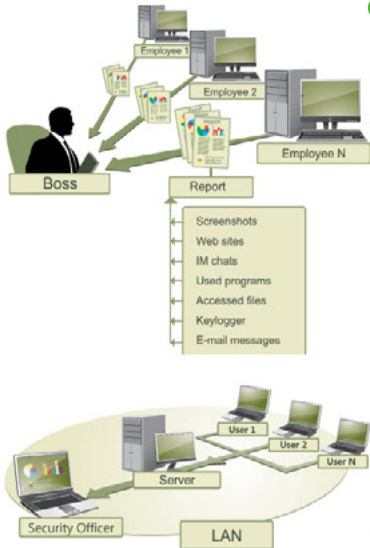 Employee 1
Employee 2
Employee N
Boss
Report
Screenshots
Web sites
IM chats
Used programs
Accessed files
Keylogger
E-mail messages
User 1
User 2
User N
Server
Security Officer
LAN